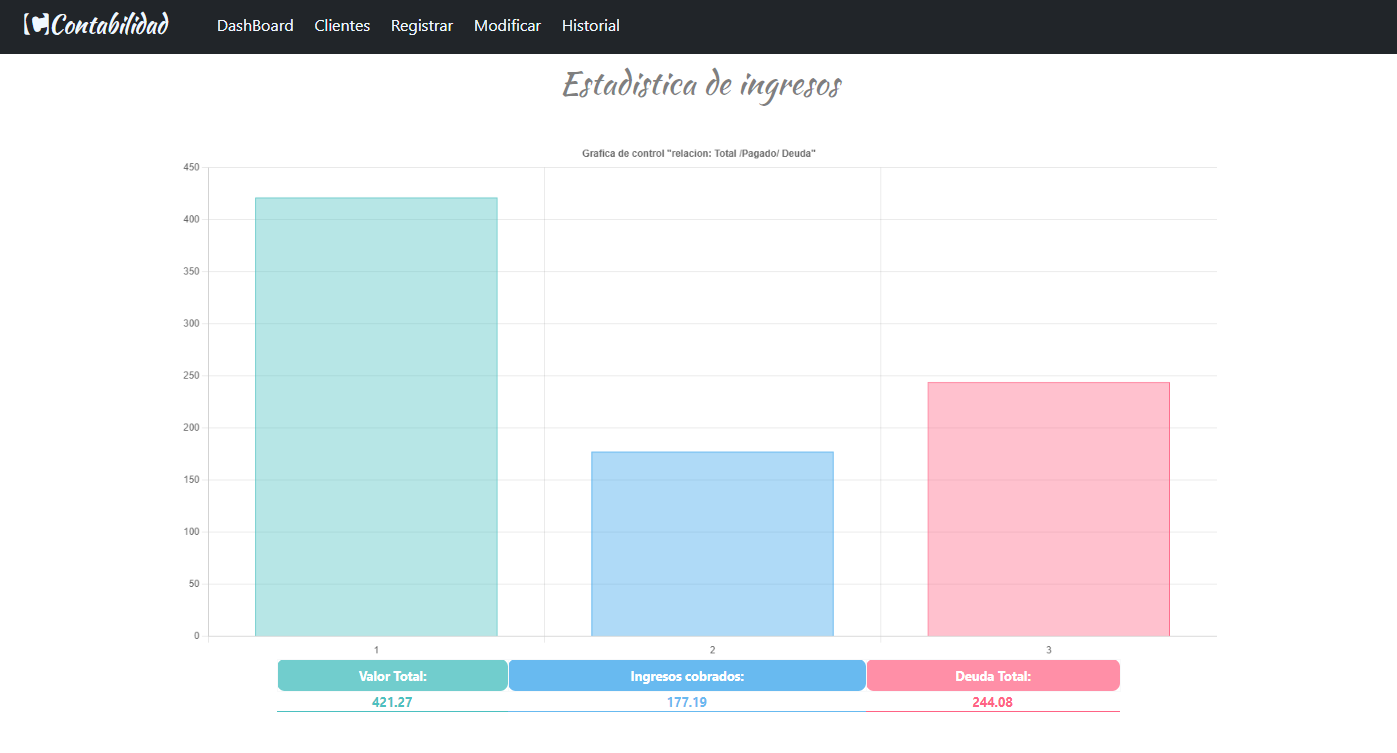 Contabilidad DashBoard Clientes Registrar Modificar Historial
Estadistica de ingresos
Grafica de control "relacion: Total /Pagado/ Deuda"
450
400
350
300
250
200
150
100
50
0
1 2 3
Valor Total: Ingresos cobrados: Deuda Total:
421.27 177.19 244.08